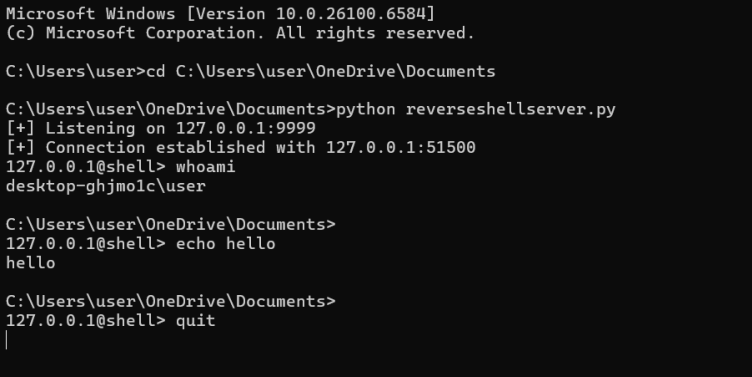 Microsoft Windows [Version 10.0.26100.6584]
(c) Microsoft Corporation. All rights reserved.
C:\Users\user>cd C:\Users\user\OneDrive\Documents
C:\Users\user\OneDrive\Documents>python reverseshellserver.py
[+] Listening on 127.0.0.1:9999
[+] Connection established with 127.0.0.1:51500
127.0.0.1@shell> whoami
desktop-ghjmo1c\user
C:\Users\user\OneDrive\Documents>
127.0.0.1@shell> echo hello
hello
C:\Users\user\OneDrive\Documents>
127.0.0.1@shell> quit